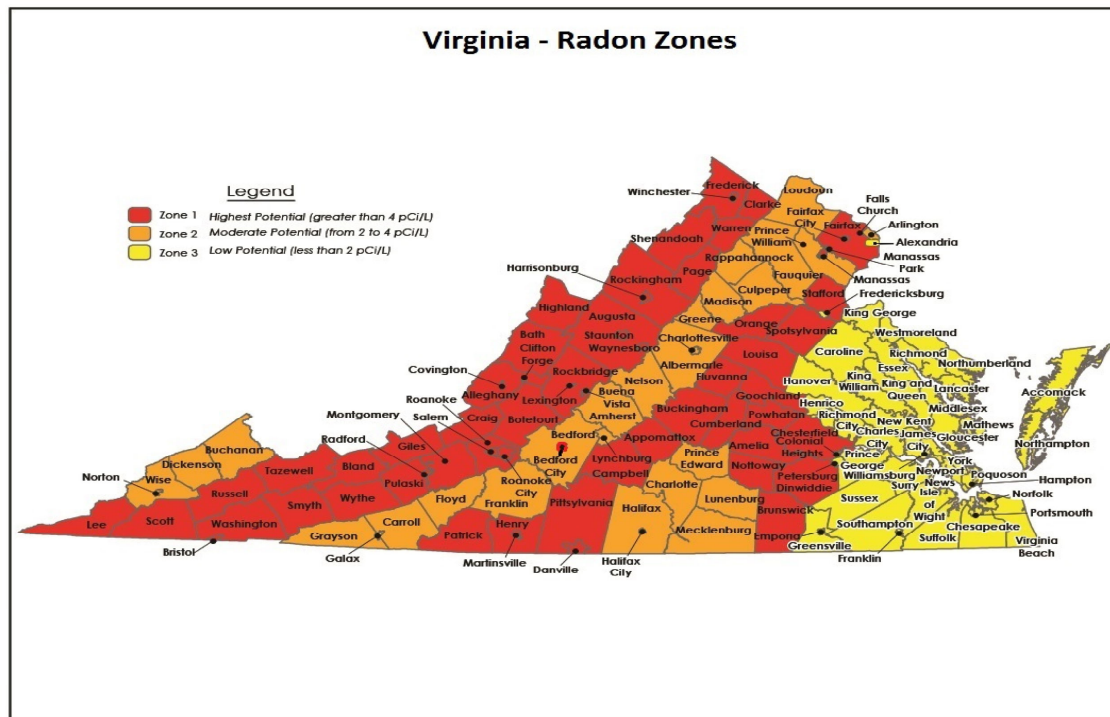 Virginia - Radon Zones
Legend
Zone 1 Highest Potential (greater than 4 pCi/L)
Zone 2 Moderate Potential (from 2 to 4 pCi/L)
Zone 3 Low Potential (less than 2 pCi/L)
Frederick
Winchester
Clarke
Loudoun
Falls
Church
Fairfax
City
Fairfax
Arlington
Alexandria
Warren
Shenandoah
Prince
William
Manassas
Park
Rappahannock
Manassas
Harrisonburg
Page
Fauquier
Rockingham
Culpeper
Stafford
Fredericksburg
Madison
King George
Highland
Augusta
Greene
Orange
Spotsylvania
Westmoreland
Bath
Staunton
Charlottesville
Clifton
Forge
Waynesboro
Louisa
Caroline
Richmond
Northumberland
Essex
Albermarle
Covington
Rockbridge
Fluvanna
Hanover
King
William
King and
Queen
Lancaster
Accomack
Alleghany
Nelson
Goochland
Lexington
Buena
Vista
Henrico
Middlesex
Roanoke
Buckingham
Powhatan
Richmond
City
New Kent
Montgomery
Salem
Craig
Botetourt
Amherst
Cumberland
Charles
City
James
City
Mathews
Gloucester
Radford
Giles
Bedford
Appomattox
Amelia
Chesterfield
Colonial
Heights
Northampton
Buchanan
Bland
Bedford
City
Lynchburg
Prince
Edward
Prince
George
York
Dickenson
Tazewell
Pulaski
Roanoke
City
Campbell
Nottoway
Petersburg
Williamsburg
Newport
News
Poquoson
Hampton
Norton
Wise
Charlotte
Dinwiddie
Surry
Russell
Wythe
Floyd
Franklin
Pittsylvania
Lunenburg
Sussex
Isle
of
Wight
Norfolk
Smyth
Halifax
Brunswick
Portsmouth
Lee
Scott
Washington
Carroll
Henry
Mecklenburg
Southampton
Chesapeake
Grayson
Patrick
Emporia
Suffolk
Virginia
Beach
Bristol
Galax
Martinsville
Danville
Halifax
City
Greensville
Franklin